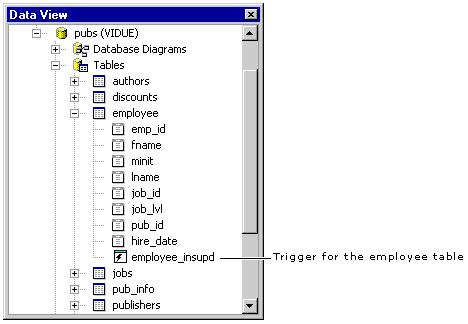 Data View
pubs (VIDUE)
Database Diagrams
Tables
authors
discounts
employee
emp_id
fname
minit
lname
job_id
job_lvl
pub_id
hire_date
employee_insupd
Trigger for the employee table
jobs
pub_info
publishers